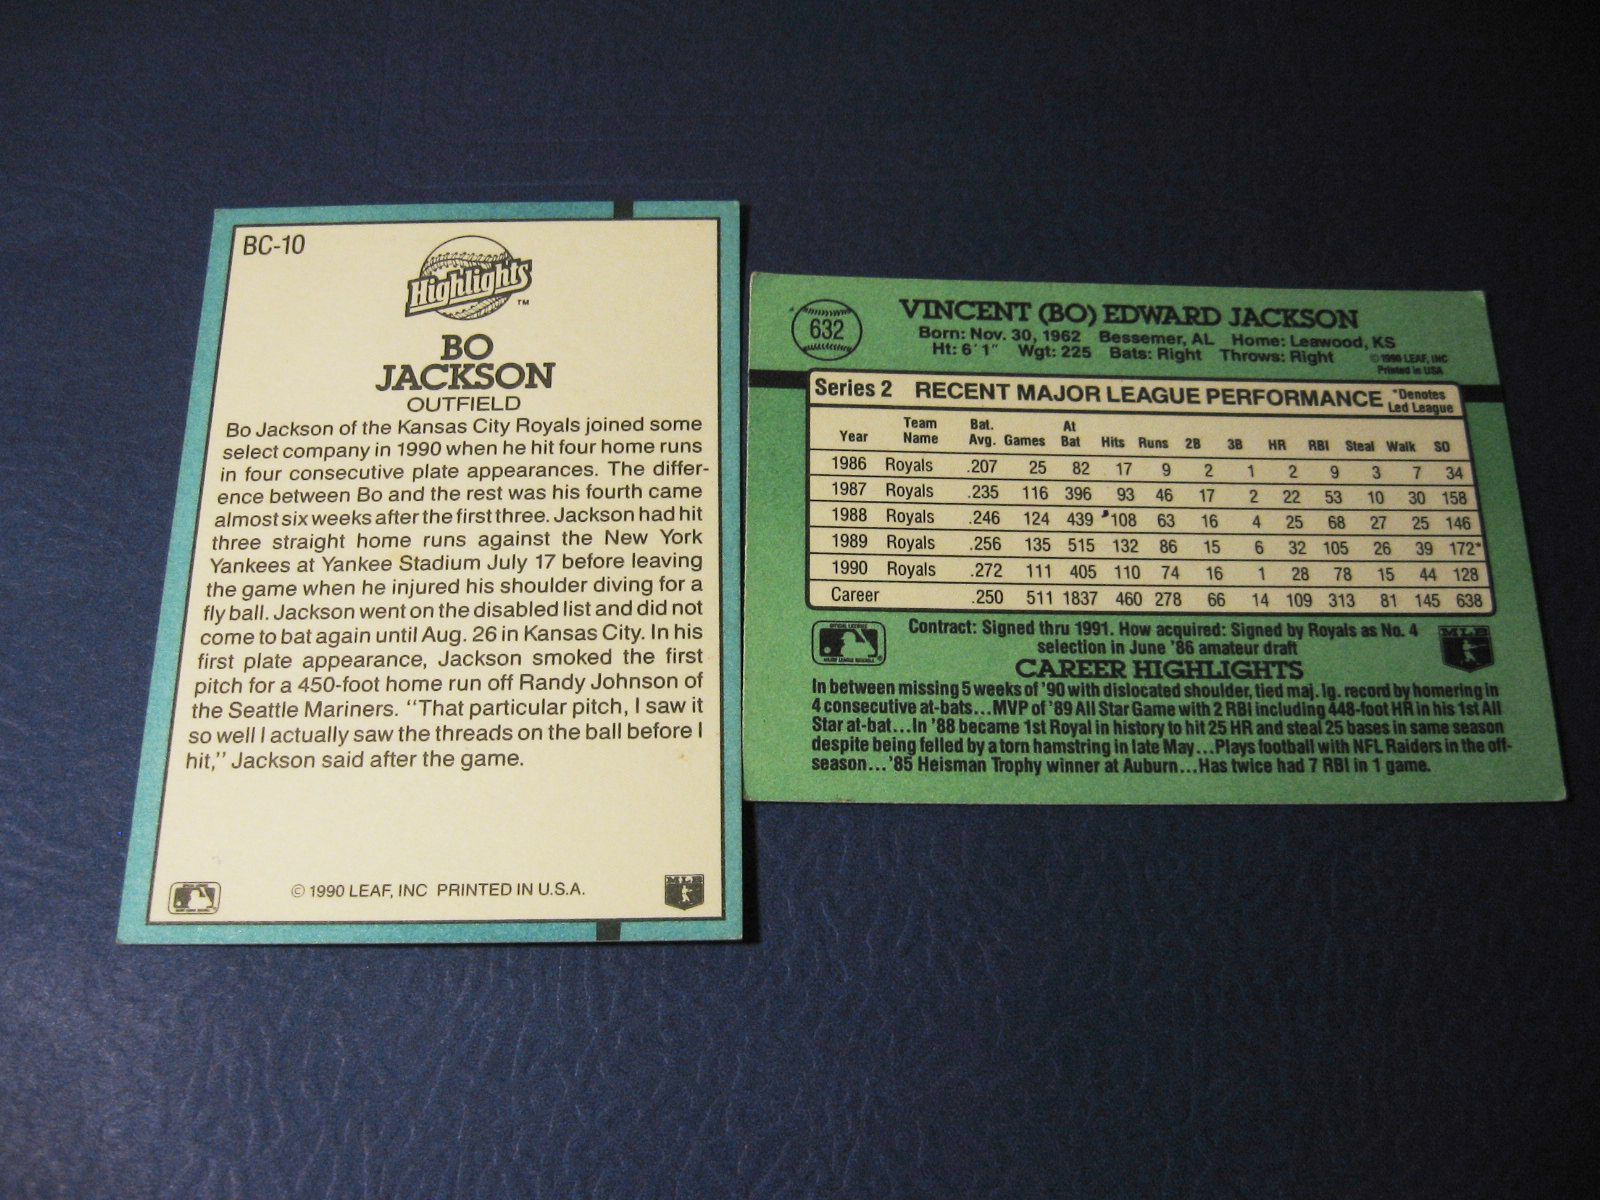 BC-10
Highlights™
BO
JACKSON
OUTFIELD
Bo Jackson of the Kansas City Royals joined some
select company in 1990 when he hit four home runs
in four consecutive plate appearances. The differ-
ence between Bo and the rest was his fourth came
almost six weeks after the first three. Jackson had hit
three straight home runs against the New York
Yankees at Yankee Stadium July 17 before leaving
the game when he injured his shoulder diving for a
fly ball. Jackson went on the disabled list and did not
come to bat again until Aug. 26 in Kansas City. In his
first plate appearance, Jackson smoked the first
pitch for a 450-foot home run off Randy Johnson of
the Seattle Mariners. "That particular pitch, I saw it
so well I actually saw the threads on the ball before I
hit," Jackson said after the game.
© 1990 LEAF, INC PRINTED IN U.S.A.
MLB
632
VINCENT (BO) EDWARD JACKSON
Born: Nov. 30, 1962 Bessemer, AL Home: Leawood, KS
Ht: 6'1" Wgt: 225 Bats: Right Throws: Right
© 1990 LEAF, INC
Printed in USA
Series 2 RECENT MAJOR LEAGUE PERFORMANCE *Denotes
Led League
Year Team Name Bat. Avg. Games At Bat Hits Runs 2B 3B HR RBI Steal Walk SO
1986 Royals .207 25 82 17 9 2 1 2 9 3 7 34
1987 Royals .235 116 396 93 46 17 2 22 53 10 30 158
1988 Royals .246 124 439 108 63 16 4 25 68 27 25 146
1989 Royals .256 135 515 132 86 15 6 32 105 26 39 172*
1990 Royals .272 111 405 110 74 16 1 28 78 15 44 128
Career .250 511 1837 460 278 66 14 109 313 81 145 638
Contract: Signed thru 1991. How acquired: Signed by Royals as No. 4
selection in June '86 amateur draft
OFFICIAL LICENSEE
MAJOR LEAGUE BASEBALL
MLB
CAREER HIGHLIGHTS
In between missing 5 weeks of '90 with dislocated shoulder, tied maj. lg. record by homering in
4 consecutive at-bats...MVP of '89 All Star Game with 2 RBI including 448-foot HR in his 1st All
Star at-bat...In '88 became 1st Royal in history to hit 25 HR and steal 25 bases in same season
despite being felled by a torn hamstring in late May...Plays football with NFL Raiders in the off-
season...'85 Heisman Trophy winner at Auburn...Has twice had 7 RBI in 1 game.